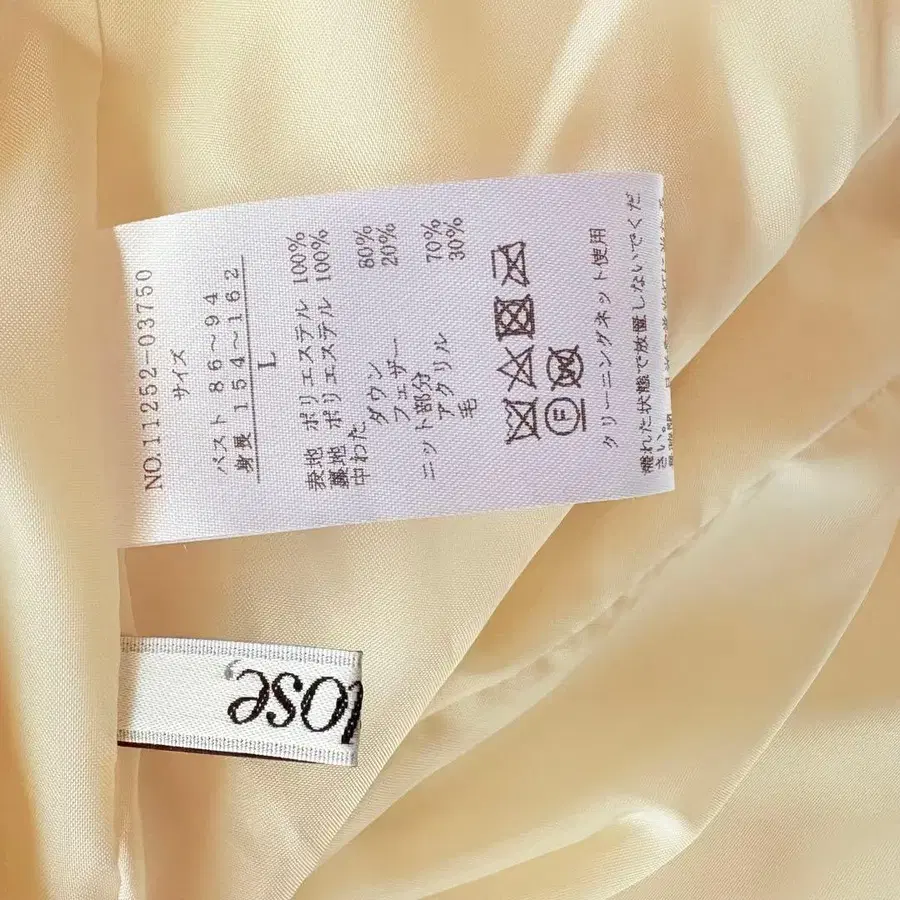 NO.11252-03750
サイズ
バスト 86～94
身長 154～162
L
表地 ポリエステル 100%
裏地 ポリエステル 100%
中わた
ダウン 80%
フェザー 20%
ニット部分
アクリル 70%
毛 30%
F W
クリーニングネット使用
濡れた状態で放置しないでくだ
さい。
lose,